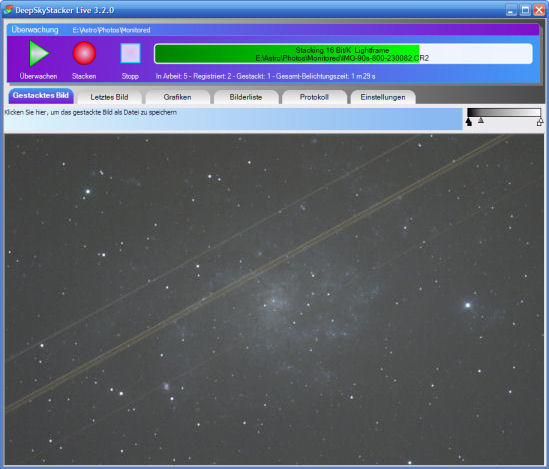 DeepSkyStacker Live 3.2.0
Überwachung E:\Astro\Photos\Monitored
Stacking 16 Bit/K Lightframe
E:\Astro\Photos\Monitored\IMG-90s-800-230082.CR2
Überwachen Stacken Stopp
In Arbeit: 5 - Registriert: 2 - Gestackt: 1 - Gesamt-Belichtungszeit: 1 m 29 s
Gestacktes Bild Letztes Bild Grafiken Bilderliste Protokoll Einstellungen
Klicken Sie hier, um das gestackte Bild als Datei zu speichern